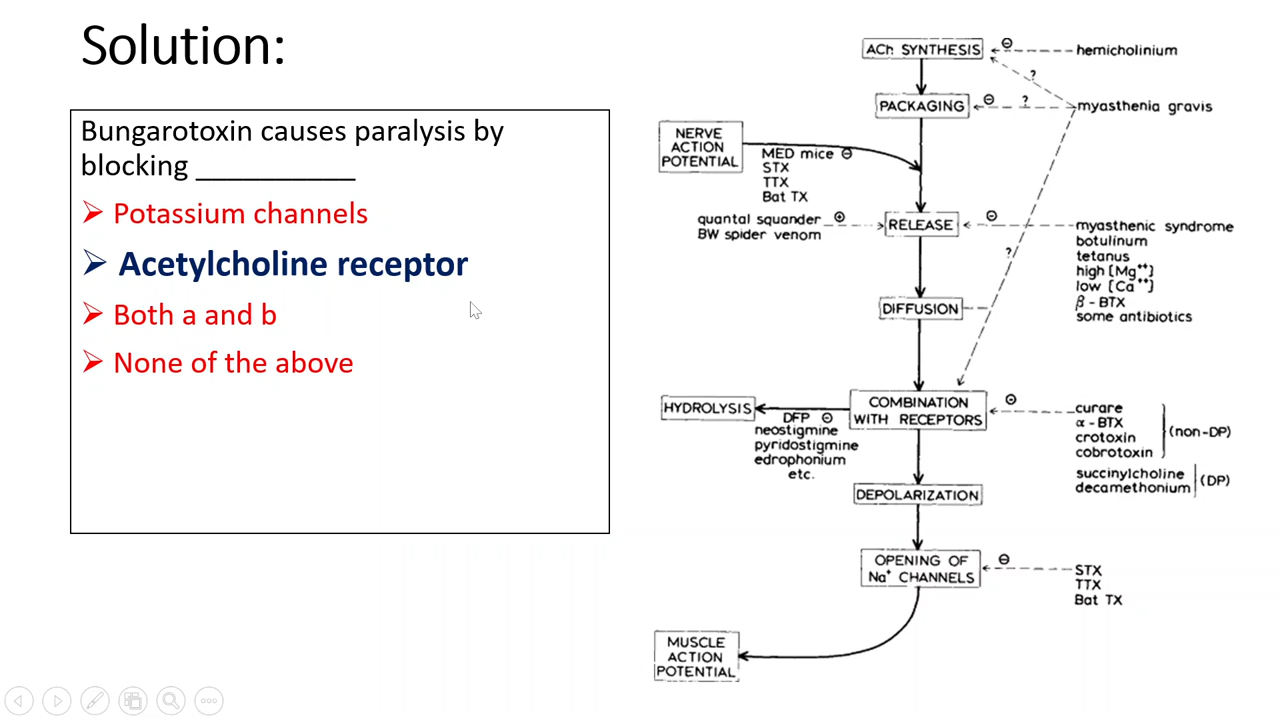 Solution:
Bungarotoxin causes paralysis by
blocking ___________
➢ Potassium channels
➢ Acetylcholine receptor
➢ Both a and b
➢ None of the above
ACh SYNTHESIS
⊖
hemicholinium
?
PACKAGING
⊖
?
myasthenia gravis
NERVE
ACTION
POTENTIAL
MED mice ⊖
STX
TTX
Bat TX
quantal squander
BW spider venom
⊕
RELEASE
⊖
myasthenic syndrome
botulinum
tetanus
high [Mg⁺⁺]
low [Ca⁺⁺]
β - BTX
some antibiotics
?
DIFFUSION
HYDROLYSIS
DFP ⊖
neostigmine
pyridostigmine
edrophonium
etc.
COMBINATION
WITH RECEPTORS
⊖
curare
α - BTX
crotoxin
cobrotoxin
(non-DP)
succinylcholine
decamethonium
(DP)
DEPOLARIZATION
OPENING OF
Na⁺ CHANNELS
⊖
STX
TTX
Bat TX
MUSCLE
ACTION
POTENTIAL